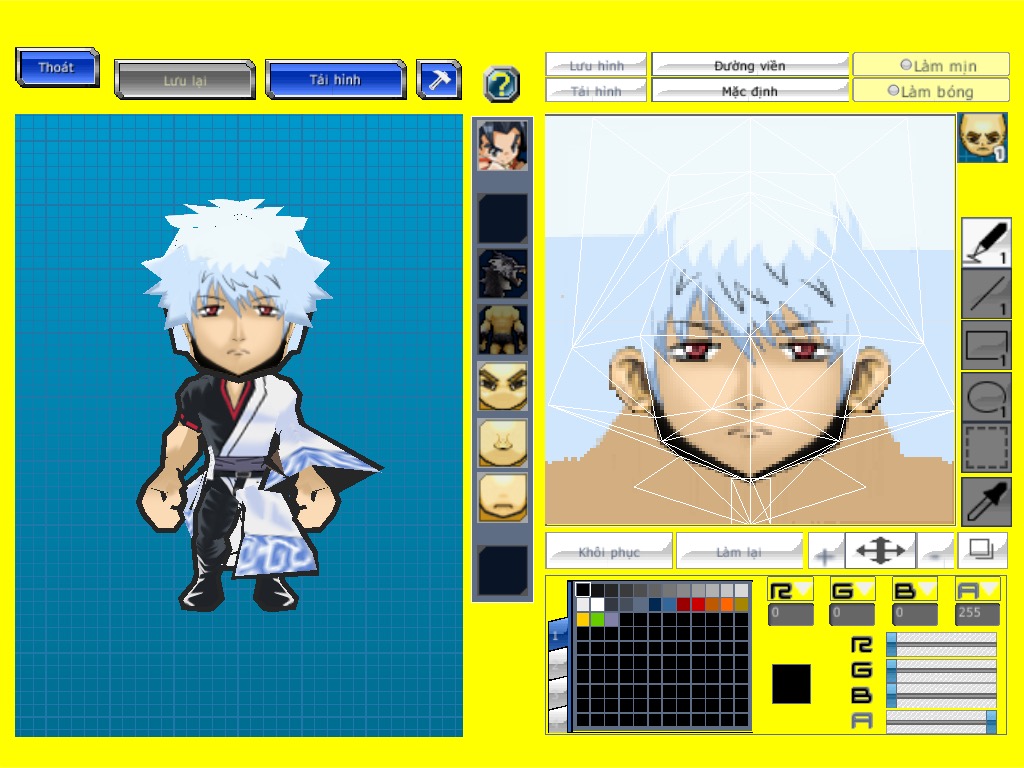 Thoát
Lưu lại
Tải hình
Lưu hình
Đường viền
Làm mịn
Tải hình
Mặc định
Làm bóng
1
1
1
1
1
Khôi phục
Làm lại
R G B A
0 0 0 255
1
R
G
B
A